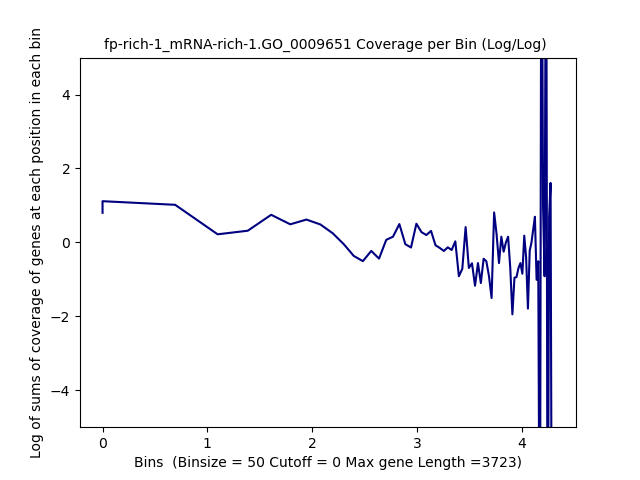 fp-rich-1_mRNA-rich-1.GO_0009651 Coverage per Bin (Log/Log)
Log of sums of coverage of genes at each position in each bin
4
2
0
−2
−4
0 1 2 3 4
Bins  (Binsize = 50 Cutoff = 0 Max gene Length =3723)